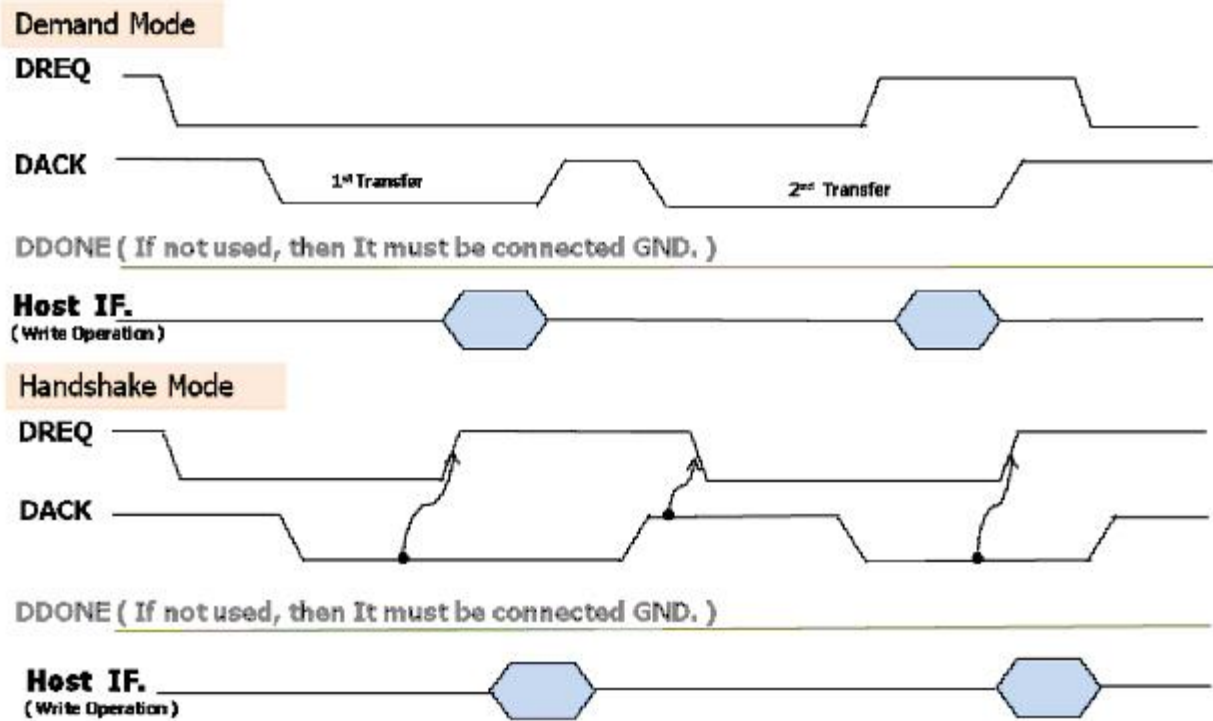 Demand Mode
DREQ
DACK
1st Transfer
2nd Transfer
DDONE ( If not used, then It must be connected GND. )
Host IF.
( Write Operation )
Handshake Mode
DREQ
DACK
DDONE ( If not used, then It must be connected GND. )
Host IF.
( Write Operation )